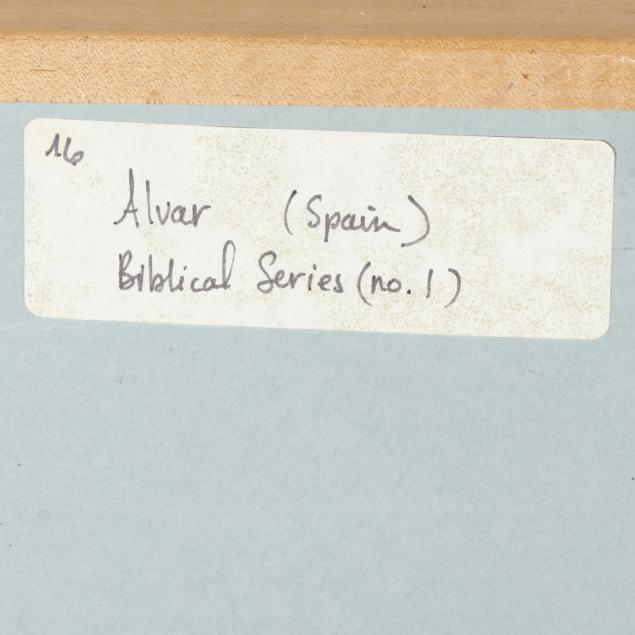 16
Alvar (Spain)
Biblical Series (no. 1)